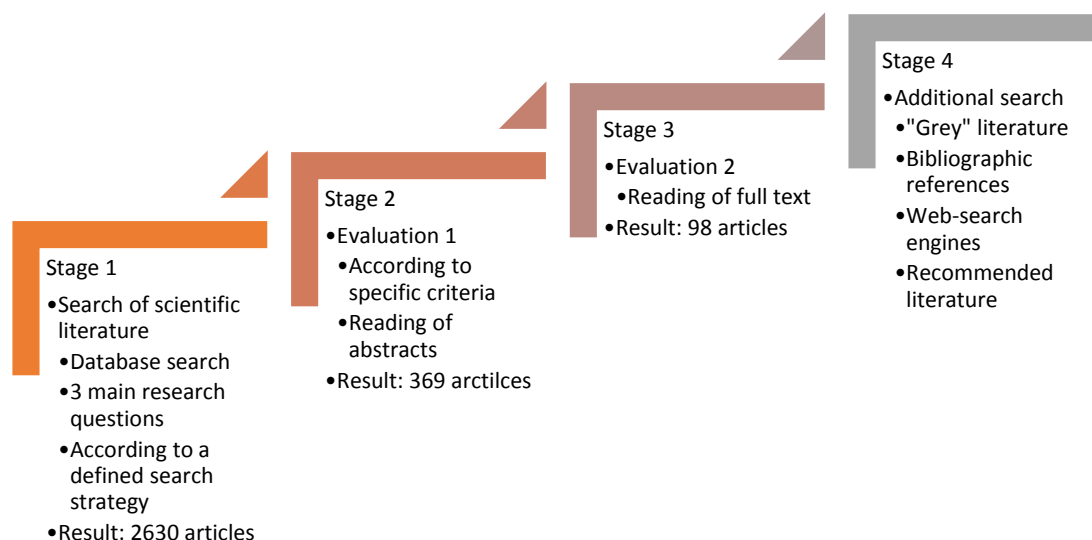 Stage 1
•Search of scientific
literature
•Database search
•3 main research
questions
•According to a
defined search
strategy
•Result: 2630 articles
Stage 2
•Evaluation 1
•According to
specific criteria
•Reading of
abstracts
•Result: 369 arctilces
Stage 3
•Evaluation 2
•Reading of full text
•Result: 98 articles
Stage 4
•Additional search
•"Grey" literature
•Bibliographic
references
•Web-search
engines
•Recommended
literature